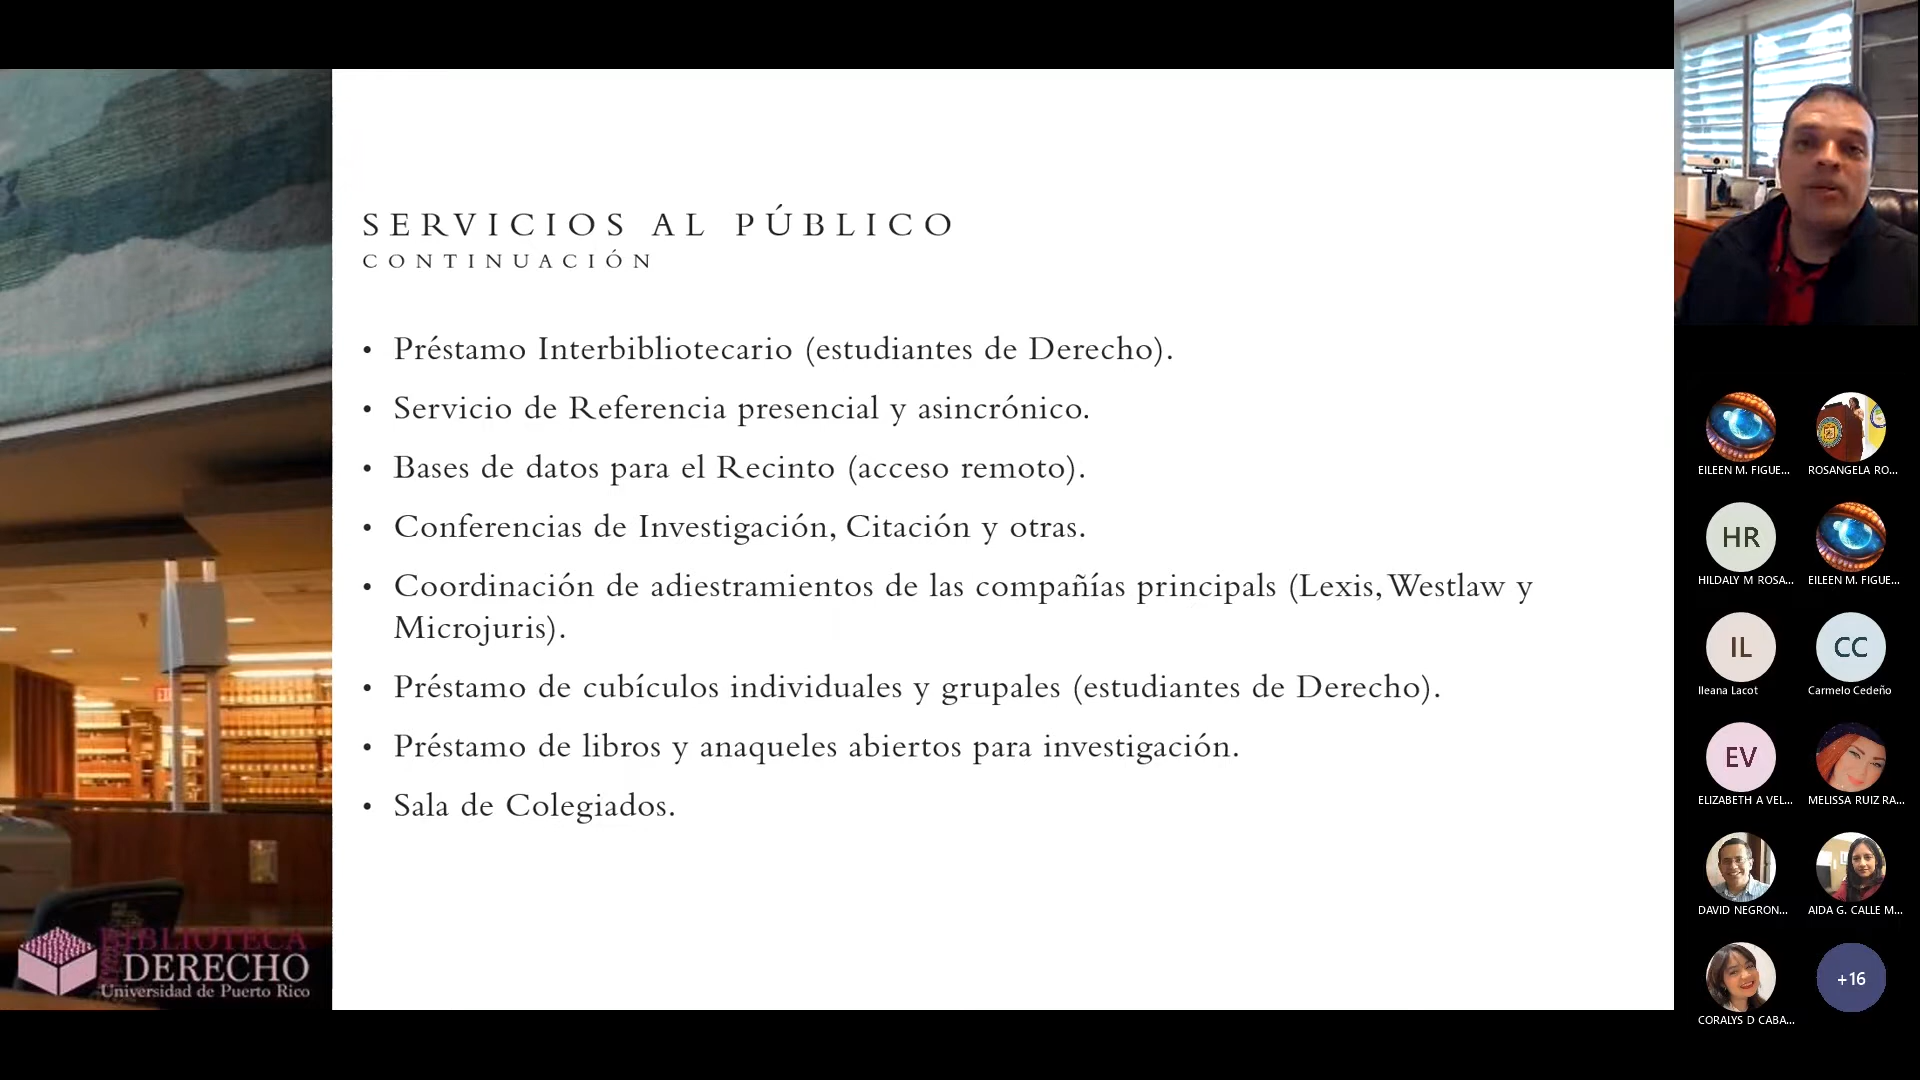 SERVICIOS AL PÚBLICO
CONTINUACIÓN
• Préstamo Interbibliotecario (estudiantes de Derecho).
• Servicio de Referencia presencial y asincrónico.
• Bases de datos para el Recinto (acceso remoto).
• Conferencias de Investigación, Citación y otras.
• Coordinación de adiestramientos de las compañías principals (Lexis, Westlaw y
Microjuris).
• Préstamo de cubículos individuales y grupales (estudiantes de Derecho).
• Préstamo de libros y anaqueles abiertos para investigación.
• Sala de Colegiados.
BIBLIOTECA
DERECHO
Universidad de Puerto Rico
EILEEN M. FIGUE...
ROSANGELA RO...
HR
HILDALY M ROSA...
EILEEN M. FIGUE...
IL
Ileana Lacot
CC
Carmelo Cedeño
EV
ELIZABETH A VEL...
MELISSA RUIZ RA...
DAVID NEGRON...
AIDA G. CALLE M...
CORALYS D CABA...
+16